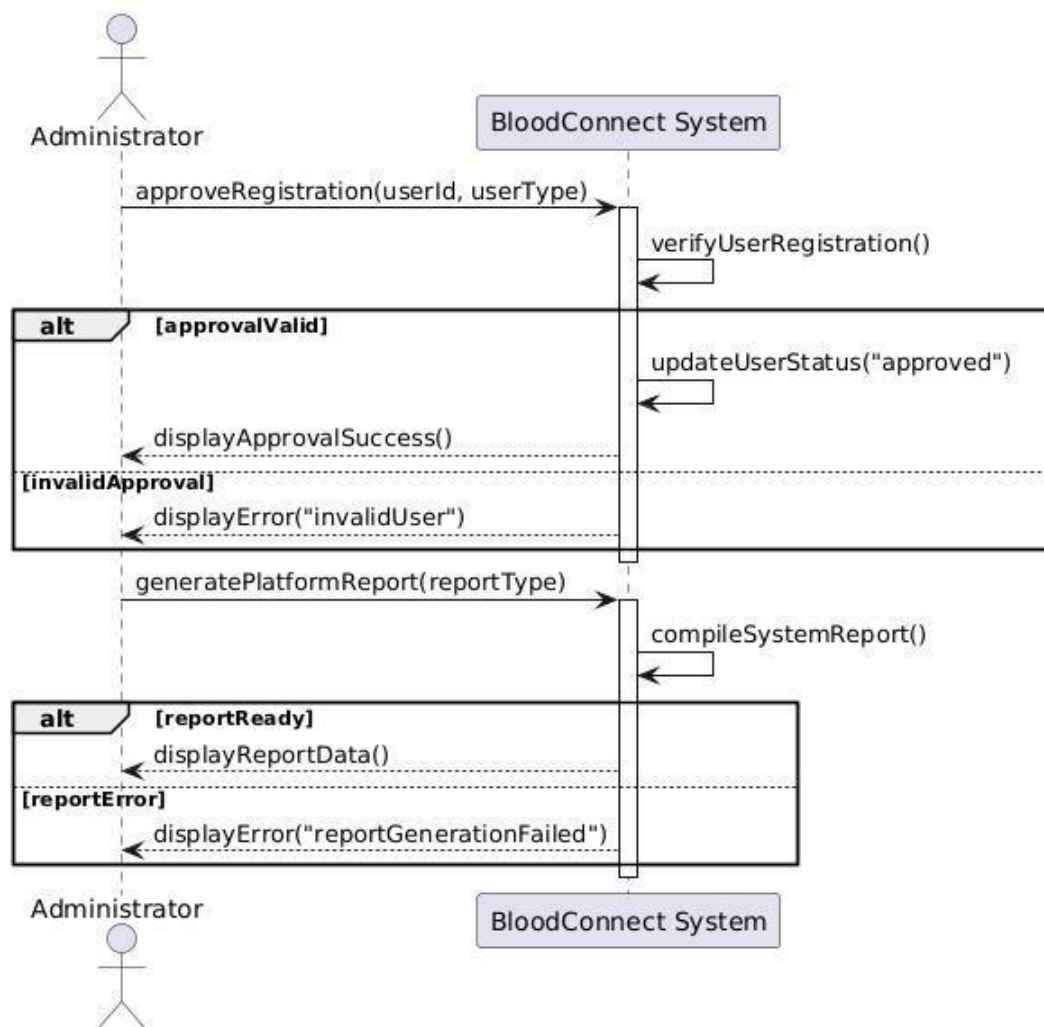 Administrator
BloodConnect System
approveRegistration(userId, userType)
verifyUserRegistration()
alt [approvalValid]
updateUserStatus("approved")
displayApprovalSuccess()
[invalidApproval]
displayError("invalidUser")
generatePlatformReport(reportType)
compileSystemReport()
alt [reportReady]
displayReportData()
[reportError]
displayError("reportGenerationFailed")
Administrator
BloodConnect System